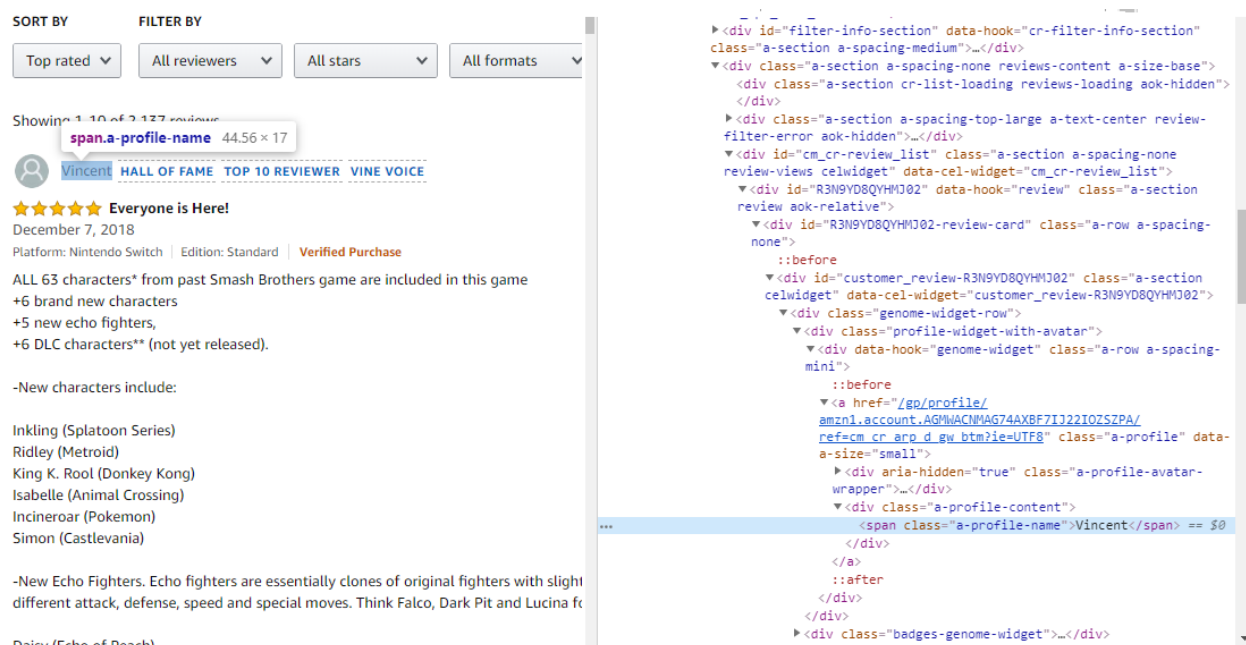 SORT BY FILTER BY
Top rated All reviewers All stars All formats
Showing 1-10 of 2,137 reviews
span.a-profile-name 44.56 × 17
Vincent HALL OF FAME TOP 10 REVIEWER VINE VOICE
Everyone is Here!
December 7, 2018
Platform: Nintendo Switch | Edition: Standard | Verified Purchase
ALL 63 characters* from past Smash Brothers game are included in this game
+6 brand new characters
+5 new echo fighters,
+6 DLC characters** (not yet released).
-New characters include:
Inkling (Splatoon Series)
Ridley (Metroid)
King K. Rool (Donkey Kong)
Isabelle (Animal Crossing)
Incineroar (Pokemon)
Simon (Castlevania)
-New Echo Fighters. Echo fighters are essentially clones of original fighters with slight
different attack, defense, speed and special moves. Think Falco, Dark Pit and Lucina fo
Daisy (Echo of Peach)
▶<div id="filter-info-section" data-hook="cr-filter-info-section"
class="a-section a-spacing-medium">…</div>
▼<div class="a-section a-spacing-none reviews-content a-size-base">
<div class="a-section cr-list-loading reviews-loading aok-hidden">
</div>
▶<div class="a-section a-spacing-top-large a-text-center review-
filter-error aok-hidden">…</div>
▼<div id="cm_cr-review_list" class="a-section a-spacing-none
review-views celwidget" data-cel-widget="cm_cr-review_list">
▼<div id="R3N9YD8QYHMJ02" data-hook="review" class="a-section
review aok-relative">
▼<div id="R3N9YD8QYHMJ02-review-card" class="a-row a-spacing-
none">
::before
▼<div id="customer_review-R3N9YD8QYHMJ02" class="a-section
celwidget" data-cel-widget="customer_review-R3N9YD8QYHMJ02">
▼<div class="genome-widget-row">
▼<div class="profile-widget-with-avatar">
▼<div data-hook="genome-widget" class="a-row a-spacing-
mini">
::before
▼<a href="/gp/profile/
amzn1.account.AGMWACNMAG74AXBF7IJ22IOZSZPA/
ref=cm_cr_arp_d_gw_btm?ie=UTF8" class="a-profile" data-
a-size="small">
▶<div aria-hidden="true" class="a-profile-avatar-
wrapper">…</div>
▼<div class="a-profile-content">
… <span class="a-profile-name">Vincent</span> == $0
</div>
</a>
::after
</div>
</div>
▶<div class="badges-genome-widget">…</div>